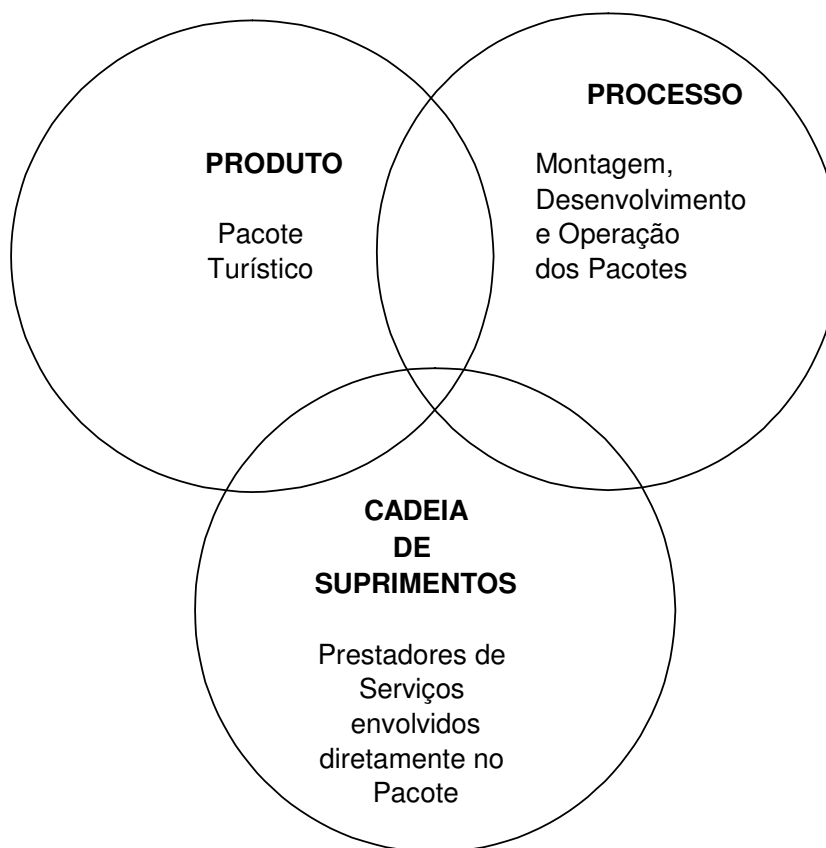 PRODUTO
Pacote
Turístico
PROCESSO
Montagem,
Desenvolvimento
e Operação
dos Pacotes
CADEIA
DE
SUPRIMENTOS
Prestadores de
Serviços
envolvidos
diretamente no
Pacote